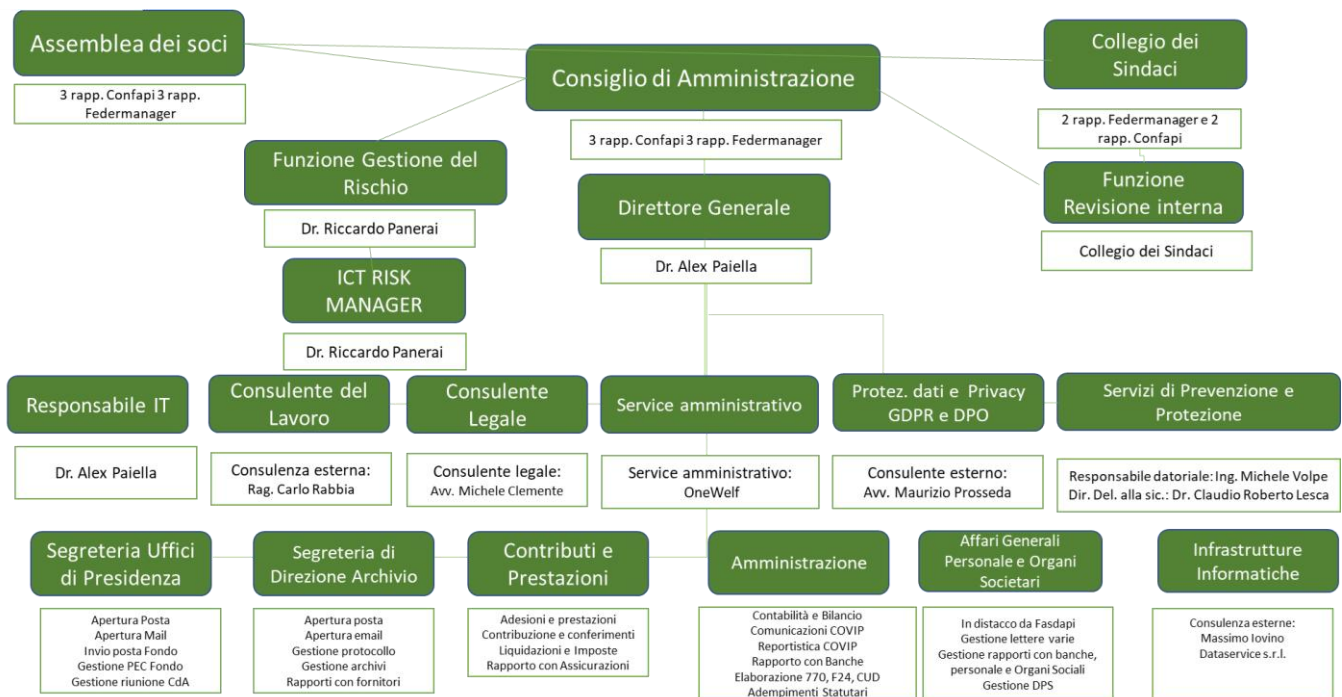 Assemblea dei soci
3 rapp. Confapi 3 rapp.
Federmanager
Consiglio di Amministrazione
3 rapp. Confapi 3 rapp. Federmanager
Collegio dei
Sindaci
2 rapp. Federmanager e 2
rapp. Confapi
Funzione Gestione del
Rischio
Dr. Riccardo Panerai
Direttore Generale
Dr. Alex Paiella
Funzione
Revisione interna
Collegio dei Sindaci
ICT RISK
MANAGER
Dr. Riccardo Panerai
Responsabile IT
Dr. Alex Paiella
Consulente del
Lavoro
Consulenza esterna:
Rag. Carlo Rabbia
Consulente
Legale
Consulente legale:
Avv. Michele Clemente
Service amministrativo
Service amministrativo:
OneWelf
Protez. dati e Privacy
GDPR e DPO
Consulente esterno:
Avv. Maurizio Prosseda
Servizi di Prevenzione e
Protezione
Responsabile datoriale: Ing. Michele Volpe
Dir. Del. alla sic.: Dr. Claudio Roberto Lesca
Segreteria Uffici
di Presidenza
Apertura Posta
Apertura Mail
Invio posta Fondo
Gestione PEC Fondo
Gestione riunione CdA
Segreteria di
Direzione Archivio
Apertura posta
Apertura email
Gestione protocollo
Gestione archivi
Rapporti con fornitori
Contributi e
Prestazioni
Adesioni e prestazioni
Contribuzione e conferimenti
Liquidazioni e Imposte
Rapporto con Assicurazioni
Amministrazione
Contabilità e Bilancio
Comunicazioni COVIP
Reportistica COVIP
Rapporto con Banche
Elaborazione 770, F24, CUD
Adempimenti Statutari
Affari Generali
Personale e Organi
Societari
In distacco da Fasdapi
Gestione lettere varie
Gestione rapporti con banche,
personale e Organi Sociali
Gestione DPS
Infrastrutture
Informatiche
Consulenza esterne:
Massimo Iovino
Dataservice s.r.l.